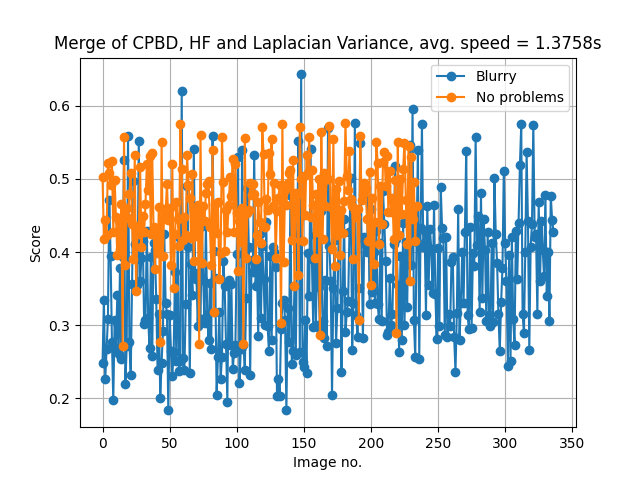 Merge of CPBD, HF and Laplacian Variance, avg. speed = 1.3758s
Blurry
No problems
Score
0.6
0.5
0.4
0.3
0.2
0 50 100 150 200 250 300 350
Image no.